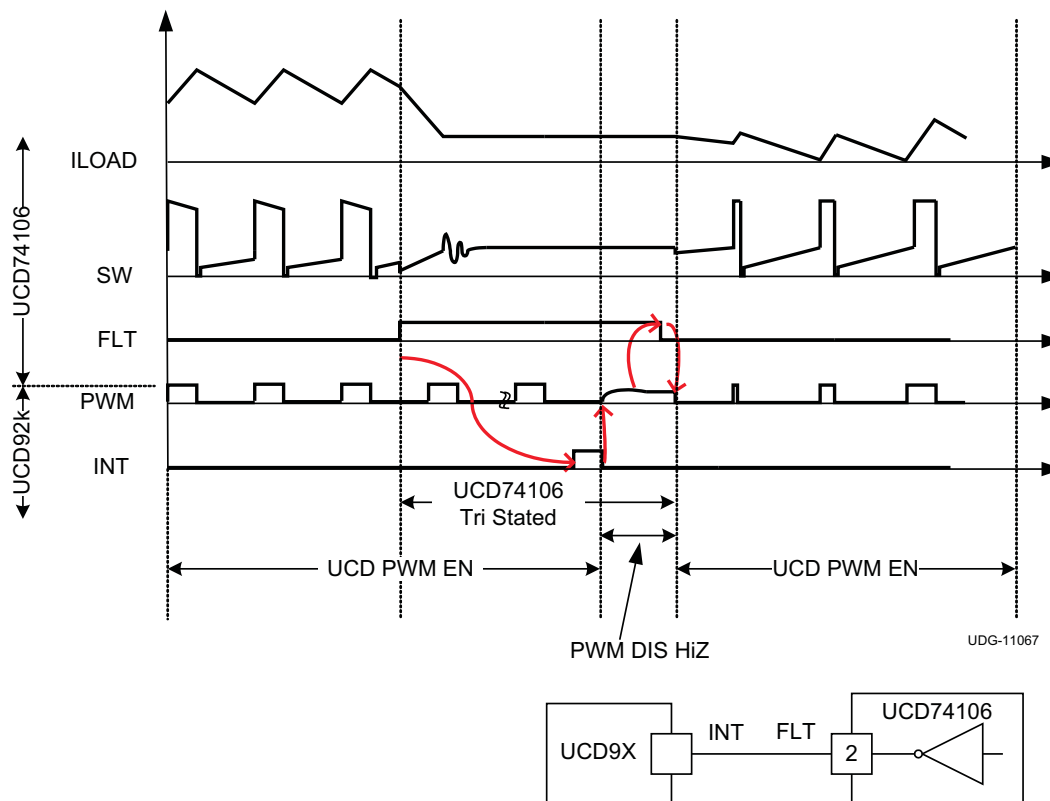 ILOAD
UCD74106
SW
FLT
PWM
UCD92k
INT
UCD74106
Tri Stated
UCD PWM EN
UCD PWM EN
PWM DIS HiZ
UDG-11067
UCD9X
INT
FLT
UCD74106
2